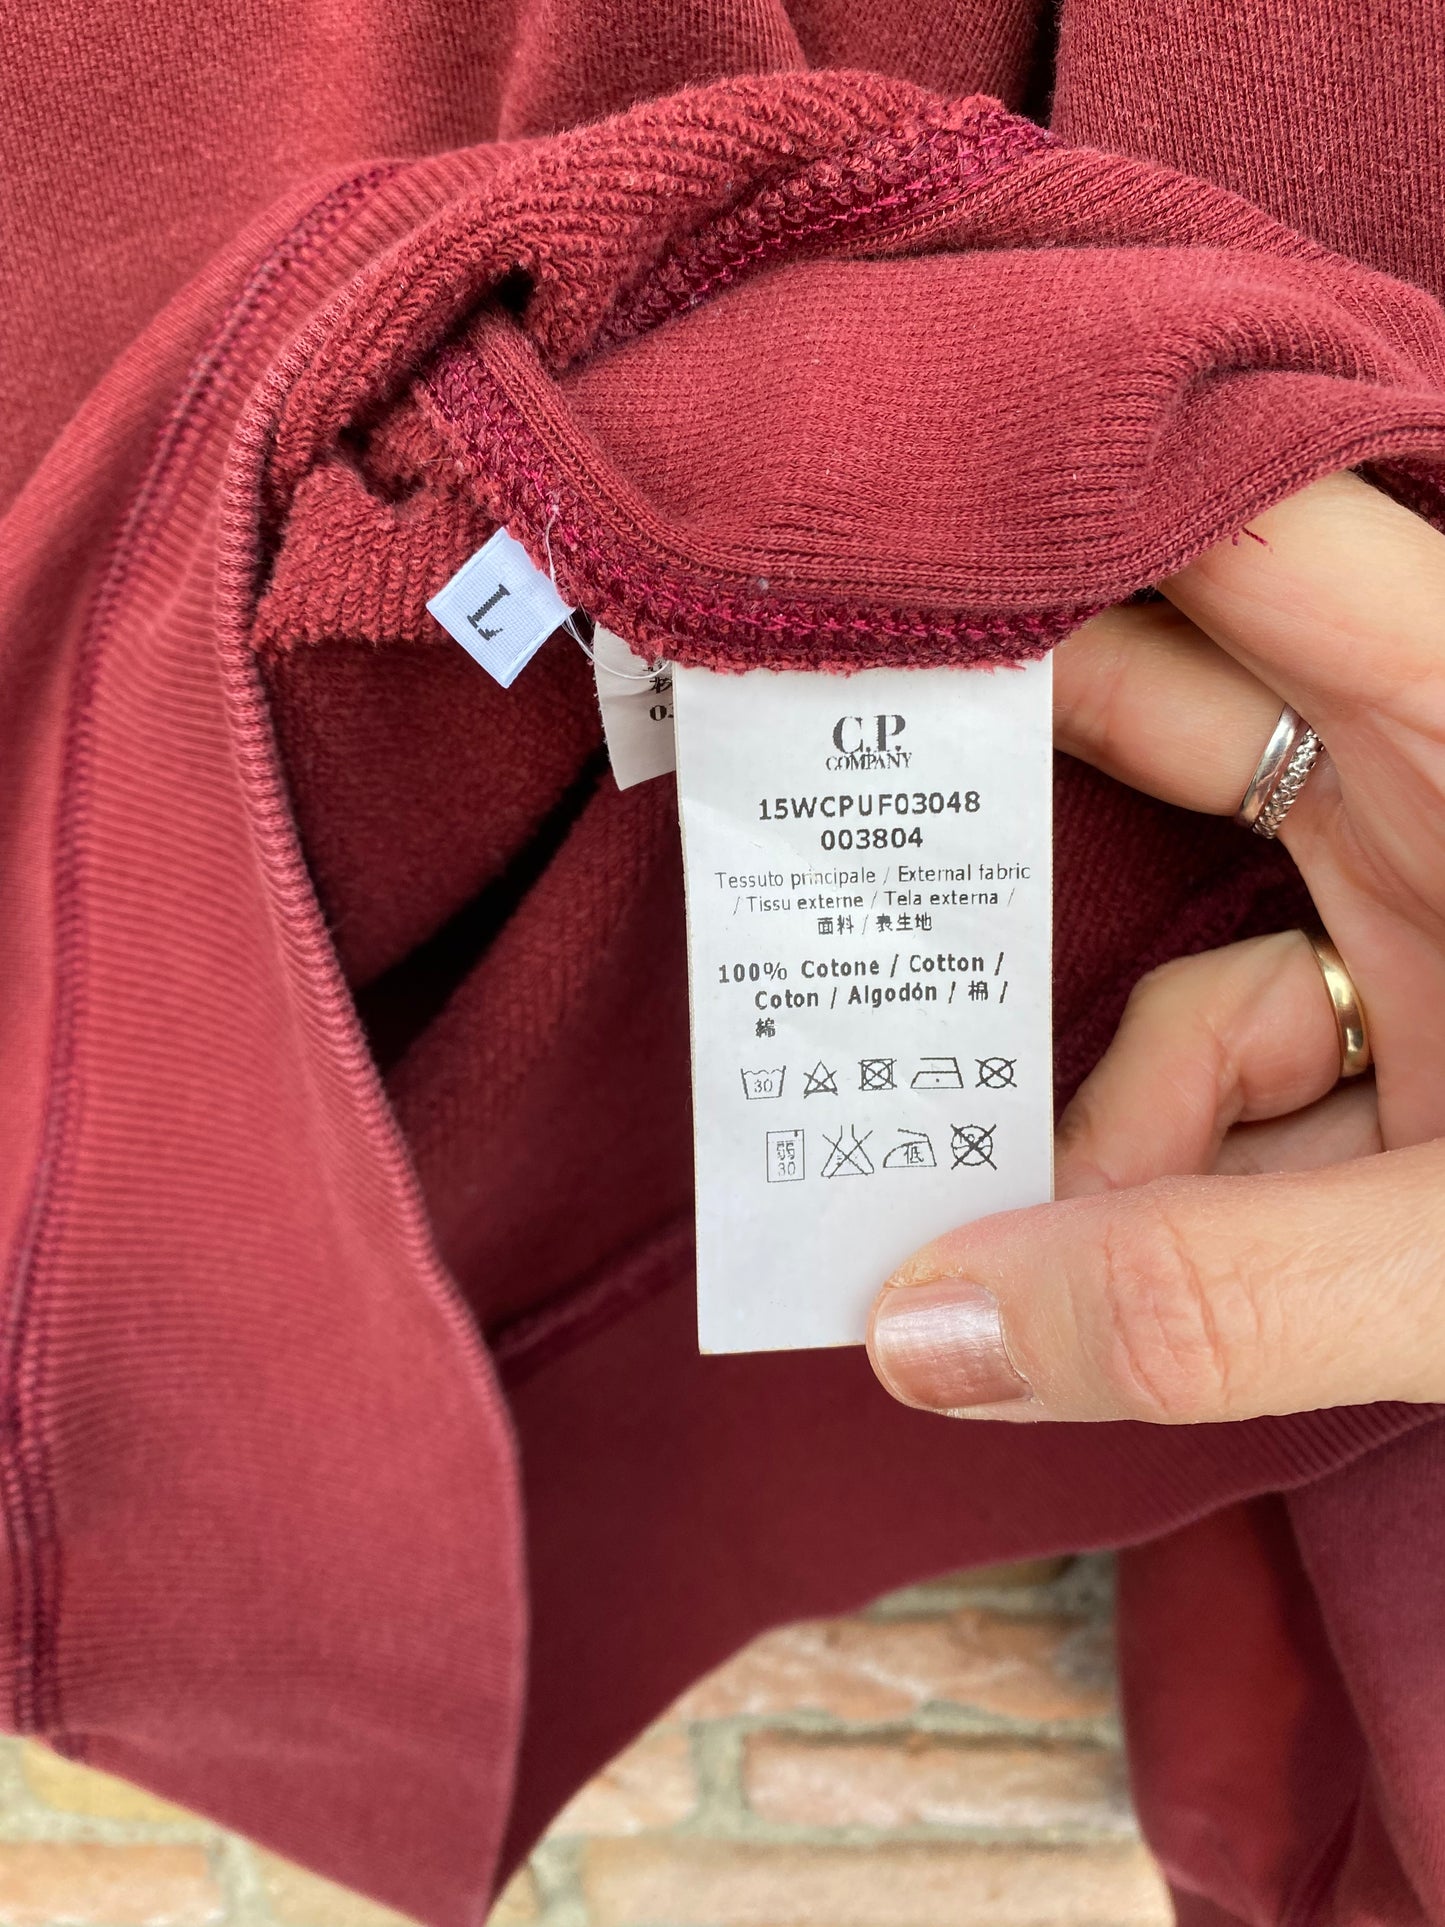 L
03
C.P.
COMPANY
15WCPUF03048
003804
Tessuto principale / External fabric
/ Tissu externe / Tela externa /
面料 / 表生地
100% Cotone / Cotton /
Coton / Algodón / 棉 /
綿
30
弱
30
低